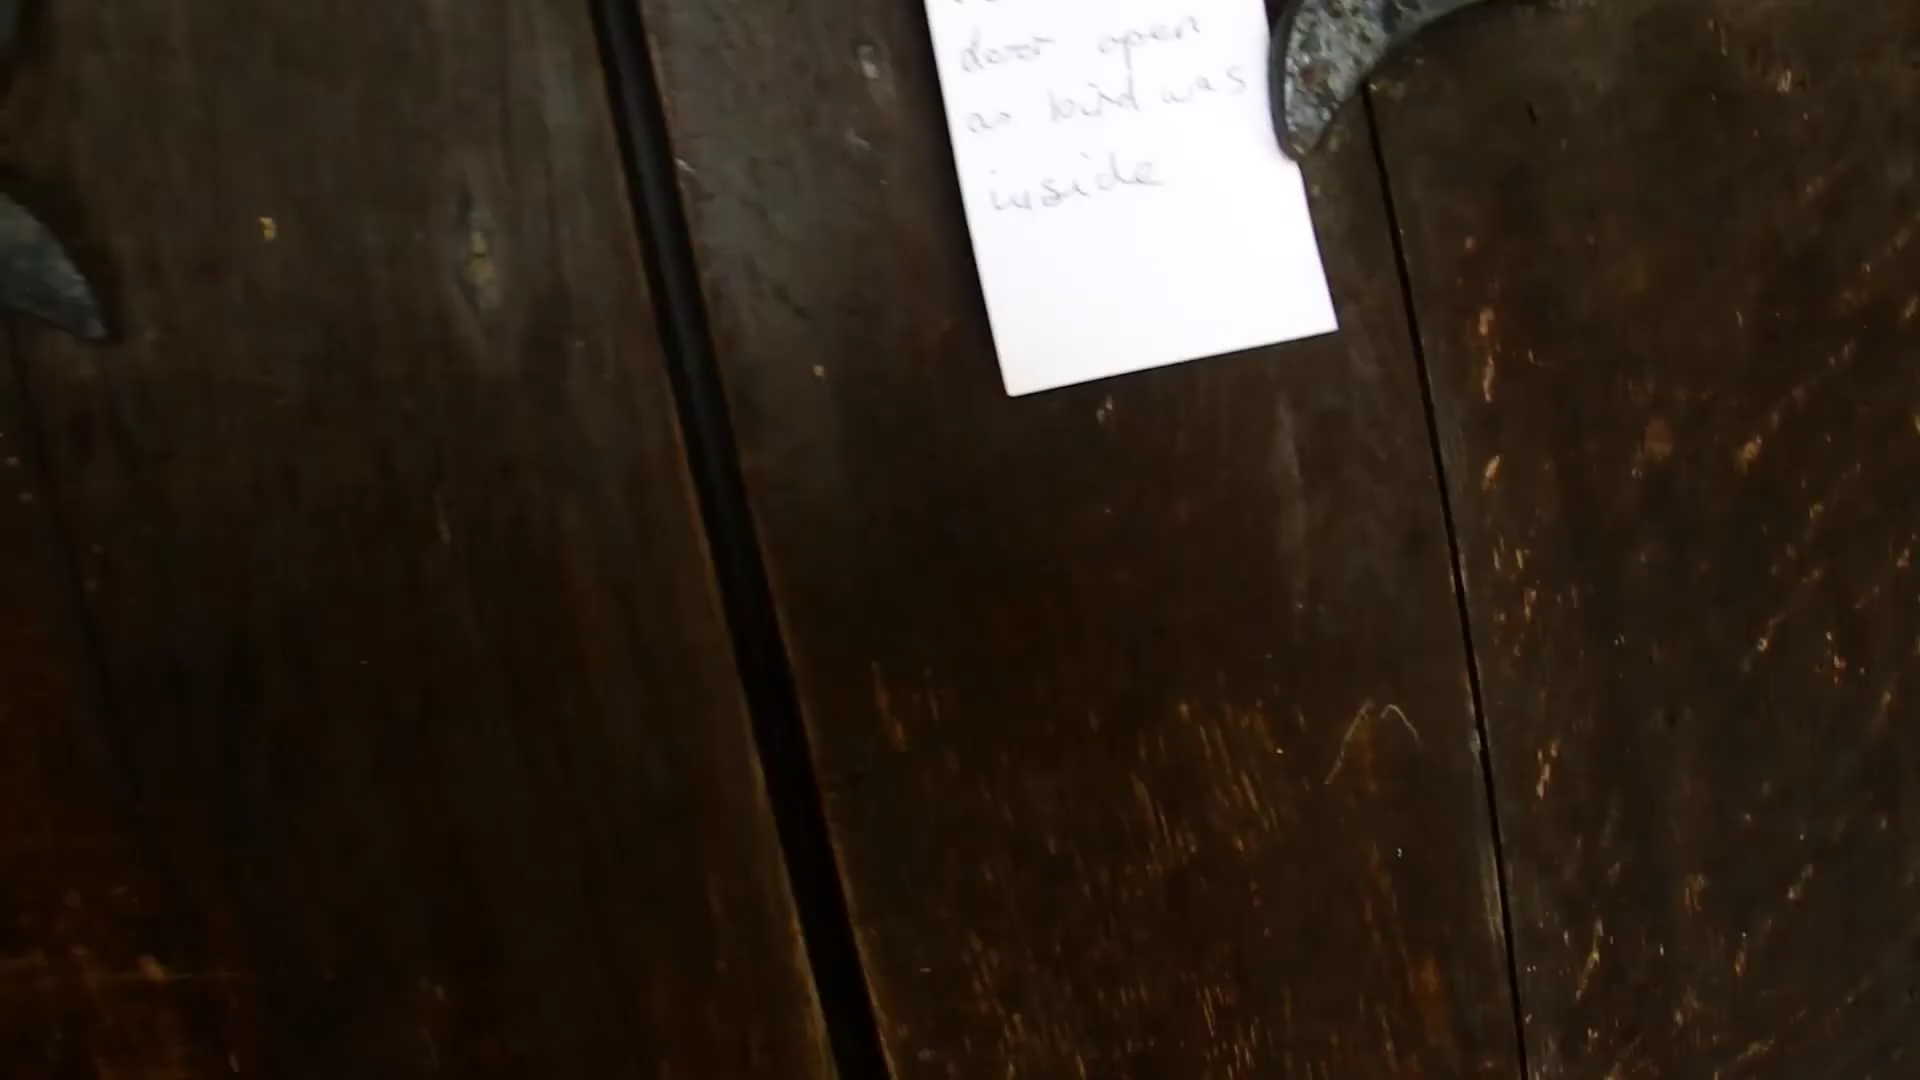 door open
as bird was
inside